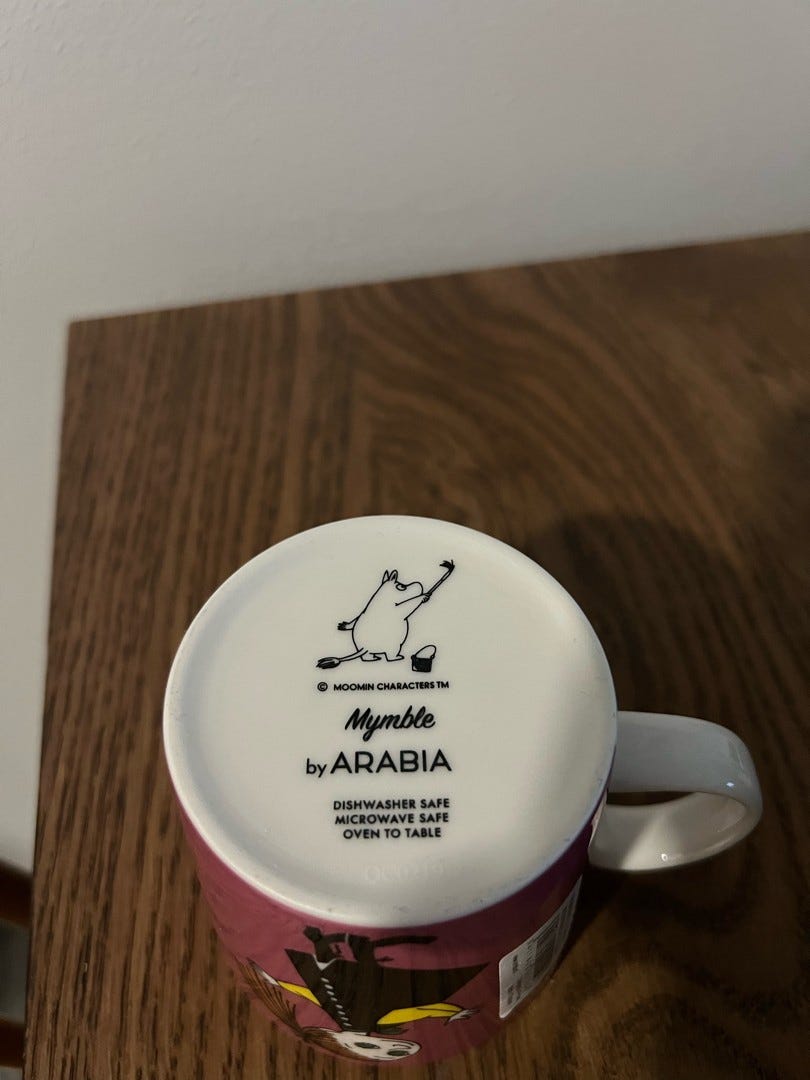 © MOOMIN CHARACTERS TM
Mymble
by ARABIA
DISHWASHER SAFE
MICROWAVE SAFE
OVEN TO TABLE